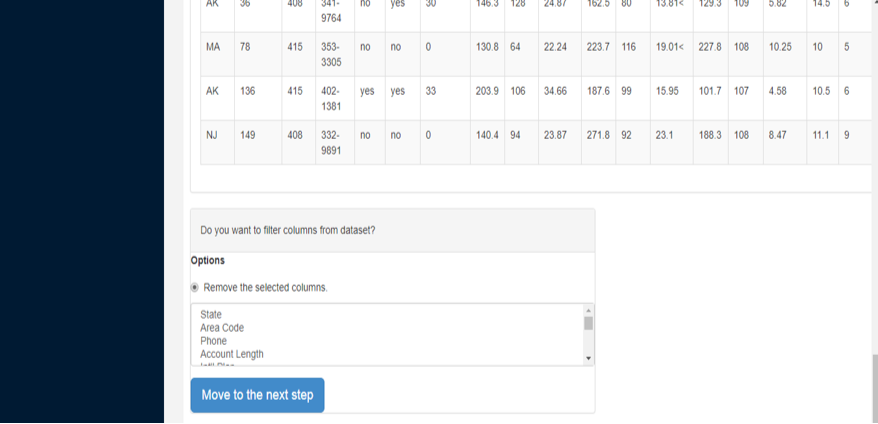 AK 36 408 341- no yes 30 146.3 128 24.87 162.5 80 13.81< 129.3 109 5.82 14.5 6
9764
MA 78 415 353- no no 0 130.8 64 22.24 223.7 116 19.01< 227.8 108 10.25 10 5
3305
AK 136 415 402- yes yes 33 203.9 106 34.66 187.6 99 15.95 101.7 107 4.58 10.5 6
1381
NJ 149 408 332- no no 0 140.4 94 23.87 271.8 92 23.1 188.3 108 8.47 11.1 9
9891
Do you want to filter columns from dataset?
Options
Remove the selected columns.
State
Area Code
Phone
Account Length
Move to the next step